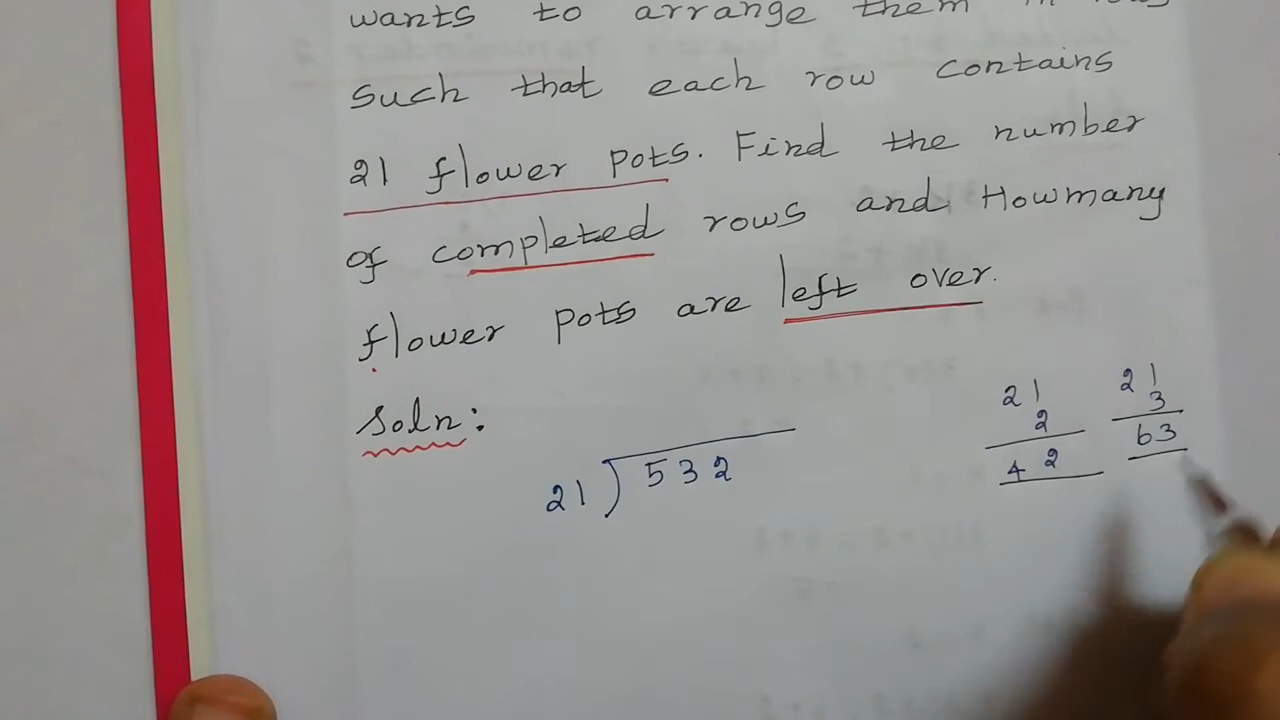 wants to arrange them in
such that each row contains
21 flower pots. Find the number
of completed rows and Howmany
flower pots are left over.
Soln:
21) 532
21
2
42
21
3
63